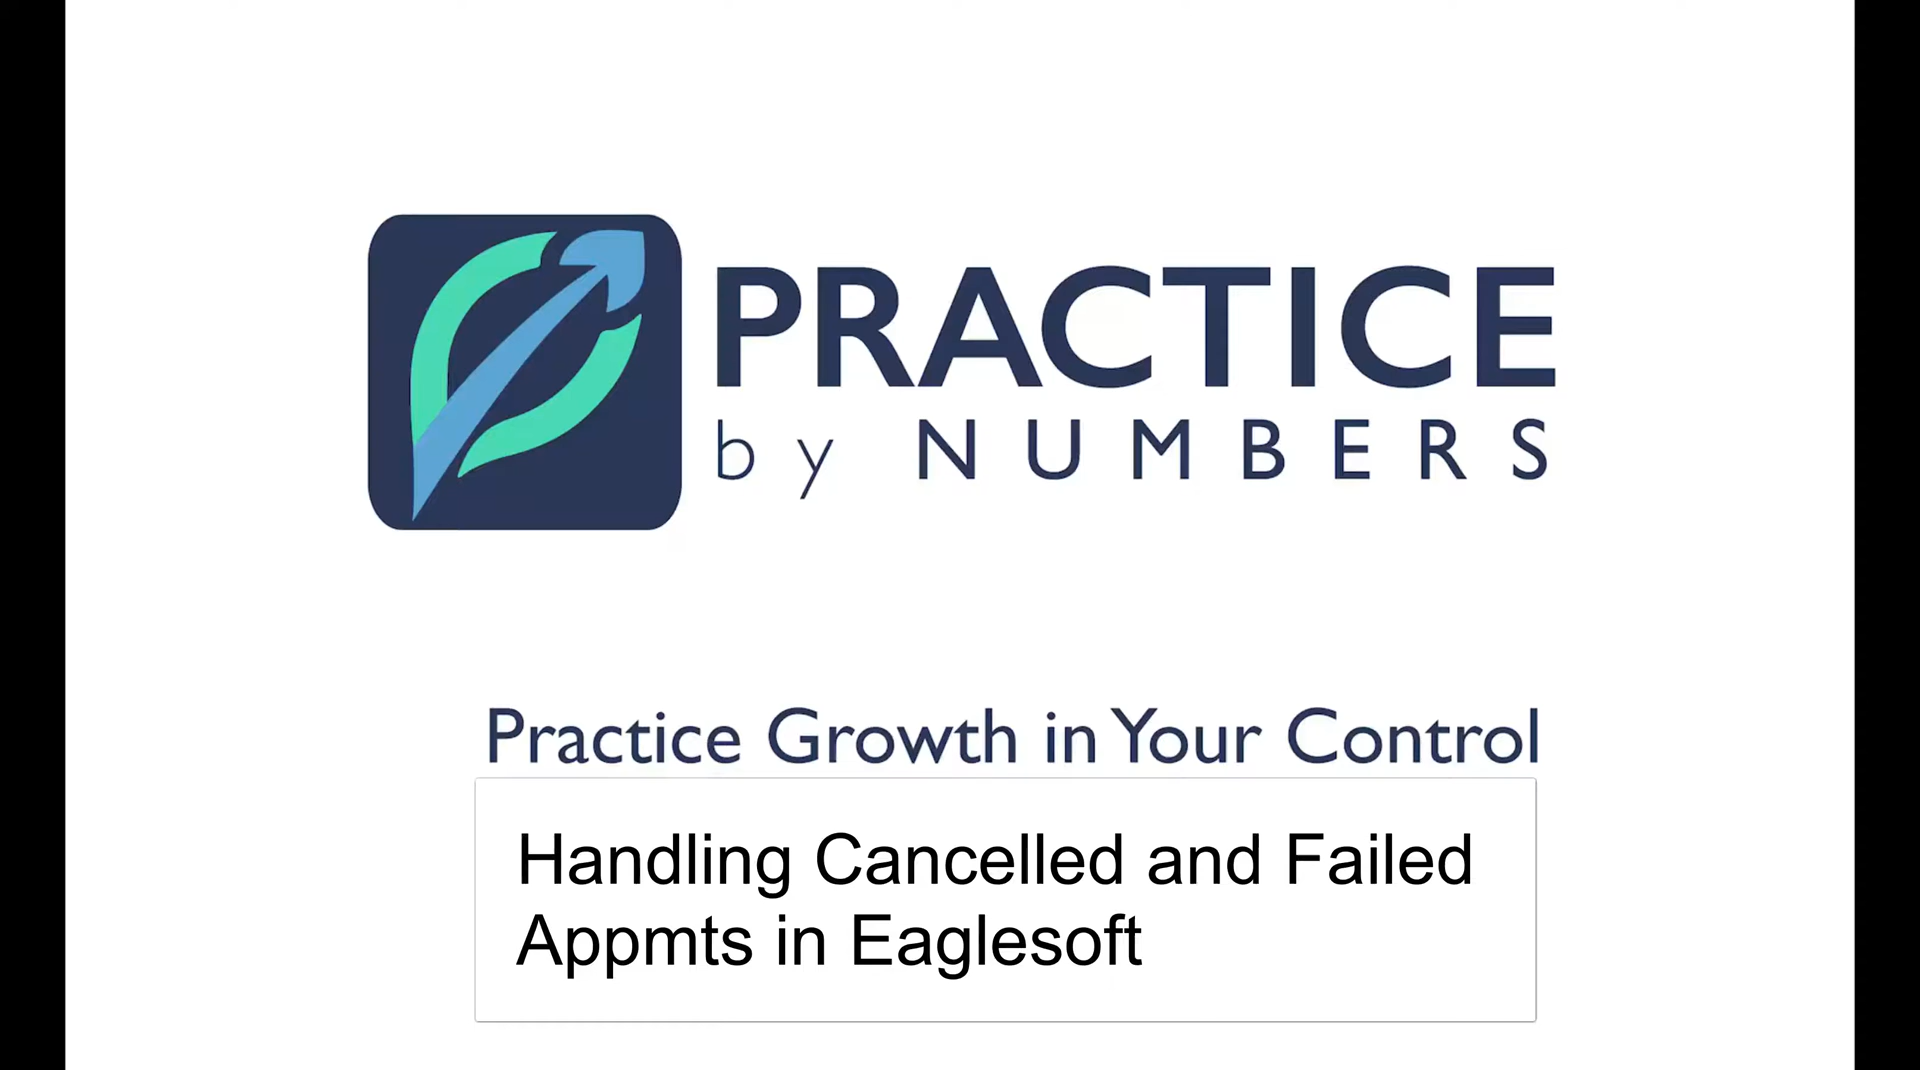 PRACTICE
by NUMBERS
Practice Growth in Your Control
Handling Cancelled and Failed
Appmts in Eaglesoft